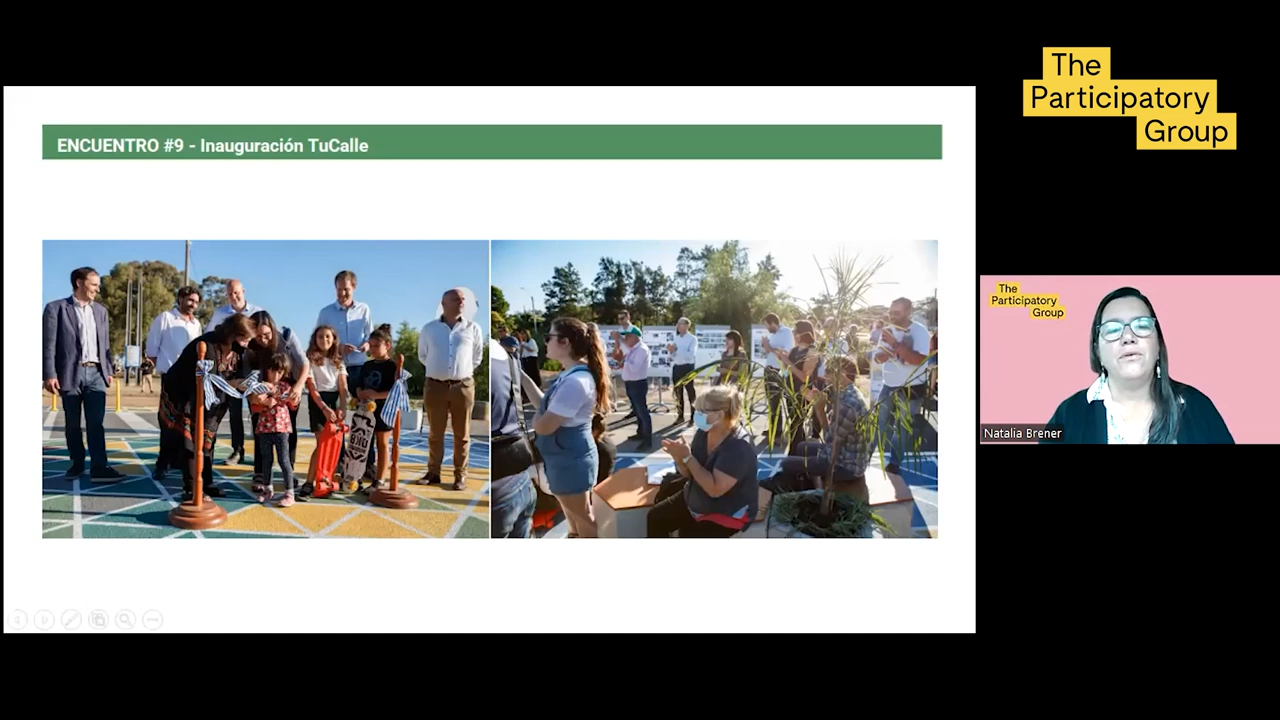 The
Participatory
Group
ENCUENTRO #9 - Inauguración TuCalle
The
Participatory
Group
Natalia Brener